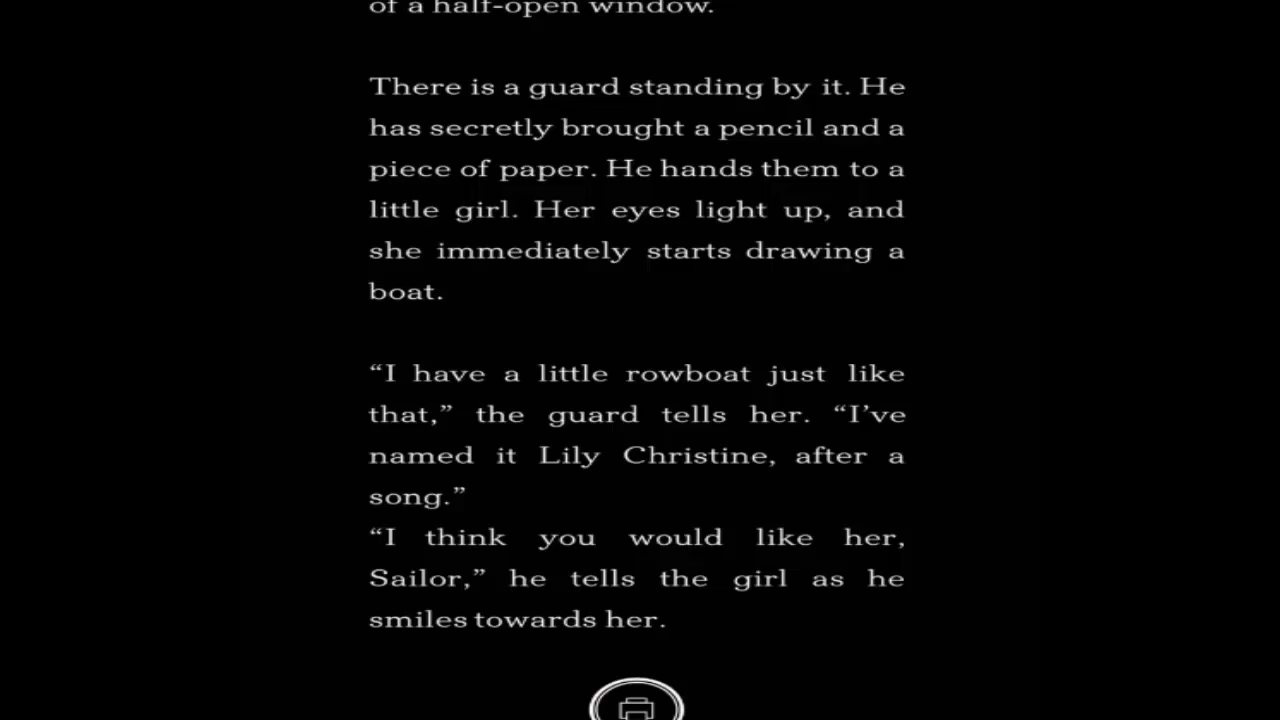 of a half-open window.
There is a guard standing by it. He
has secretly brought a pencil and a
piece of paper. He hands them to a
little girl. Her eyes light up, and
she immediately starts drawing a
boat.
“I have a little rowboat just like
that,” the guard tells her. “I’ve
named it Lily Christine, after a
song.”
“I think you would like her,
Sailor,” he tells the girl as he
smiles towards her.